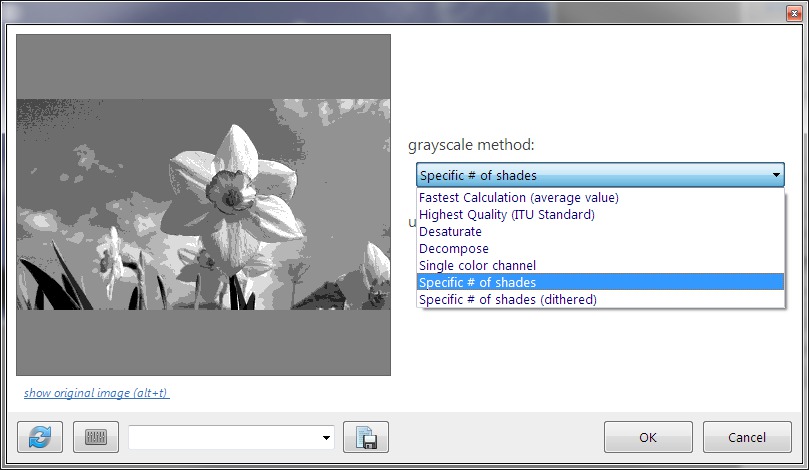 grayscale method:
Specific # of shades
Fastest Calculation (average value)
Highest Quality (ITU Standard)
u
Desaturate
Decompose
Single color channel
Specific # of shades
Specific # of shades (dithered)
show original image (alt+t)
OK
Cancel